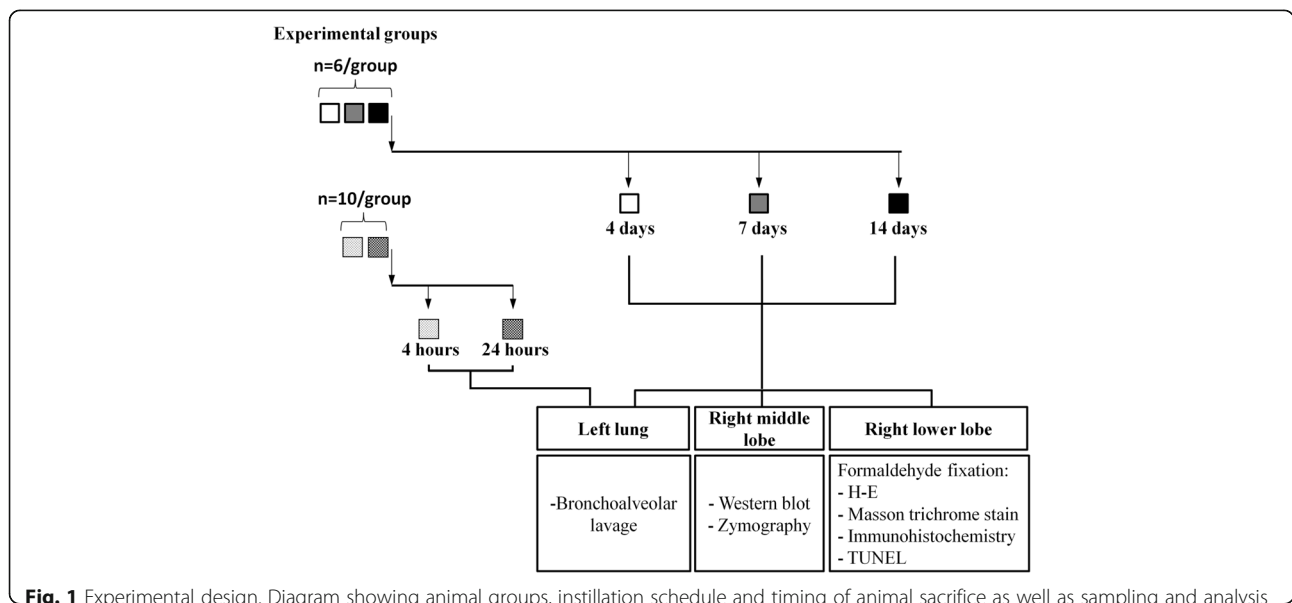 Experimental groups
n=6/group
n=10/group
4 days 7 days 14 days
4 hours 24 hours
Left lung
Right middle
lobe
Right lower lobe
-Bronchoalveolar
lavage
- Western blot
- Zymography
Formaldehyde fixation:
- H-E
- Masson trichrome stain
- Immunohistochemistry
- TUNEL
Fig. 1 Experimental design. Diagram showing animal groups, instillation schedule and timing of animal sacrifice as well as sampling and analysis